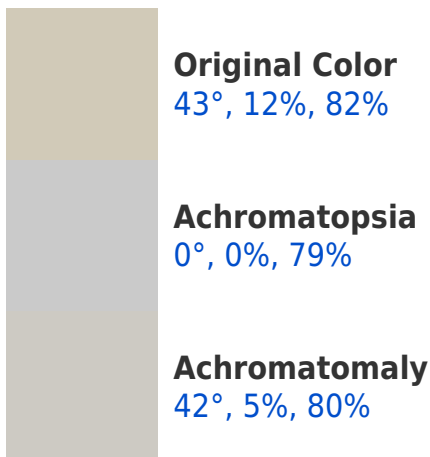 Original Color
43°, 12%, 82%
Achromatopsia
0°, 0%, 79%
Achromatomaly
42°, 5%, 80%